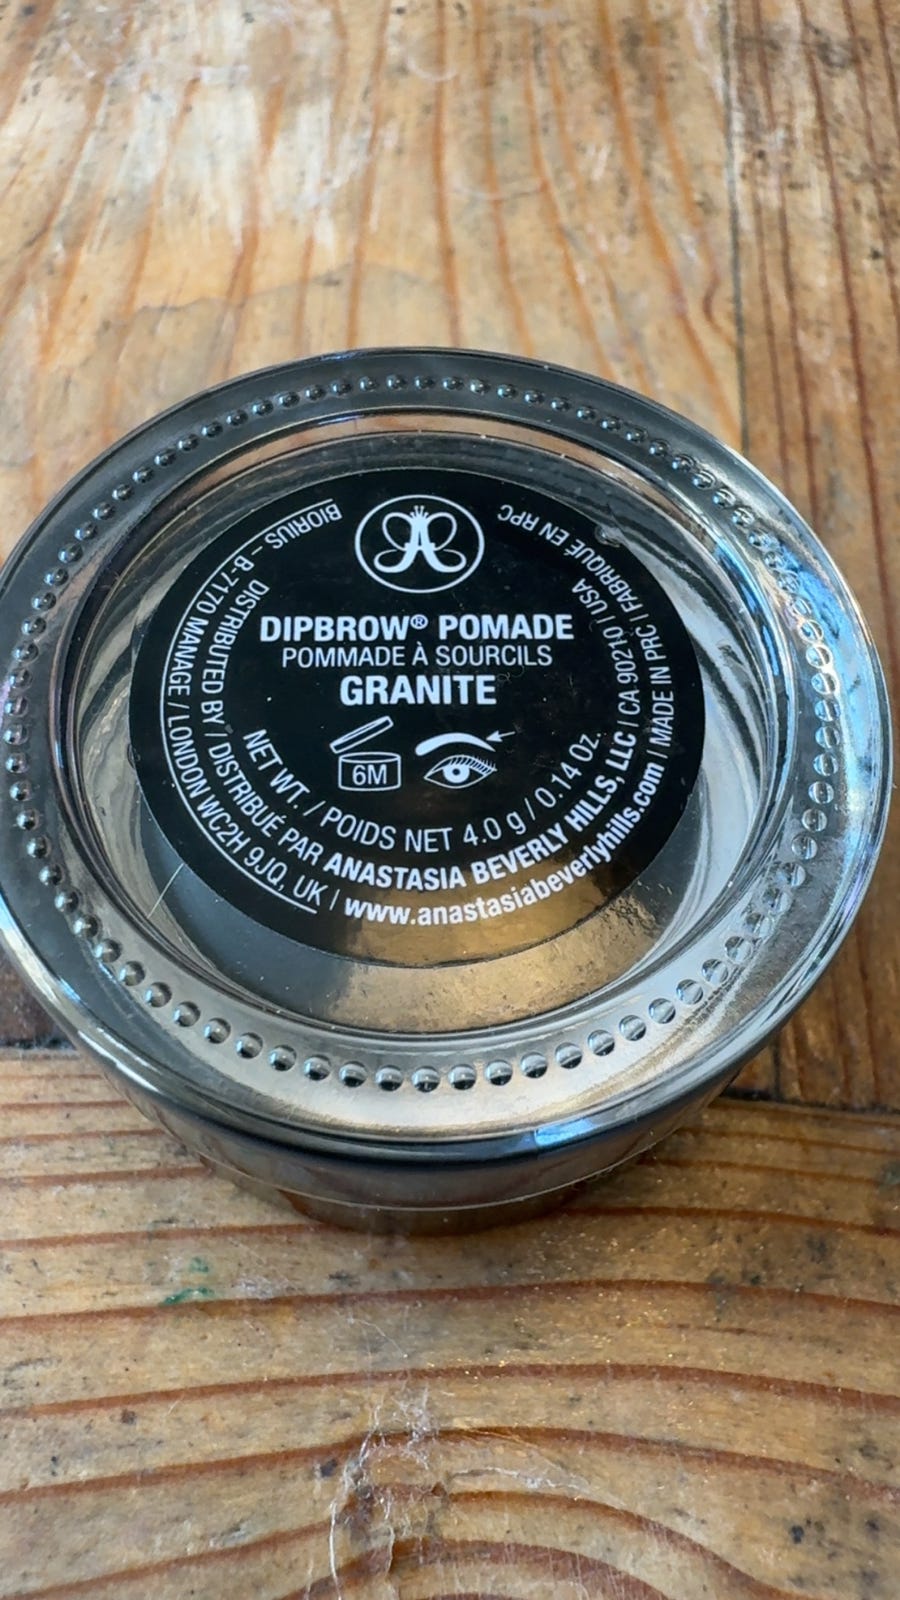 DIPBROW® POMADE
POMMADE À SOURCILS
GRANITE
6M
NET WT. / POIDS NET 4.0 g / 0.14 Oz.
DISTRIBUTED BY / DISTRIBUÉ PAR ANASTASIA BEVERLY HILLS, LLC / CA 90210 / USA
BIORIUS – B-7170 MANAGE / LONDON WC2H 9JQ, UK | www.anastasiabeverlyhills.com | MADE IN PRC | FABRIQUÉ EN RPC